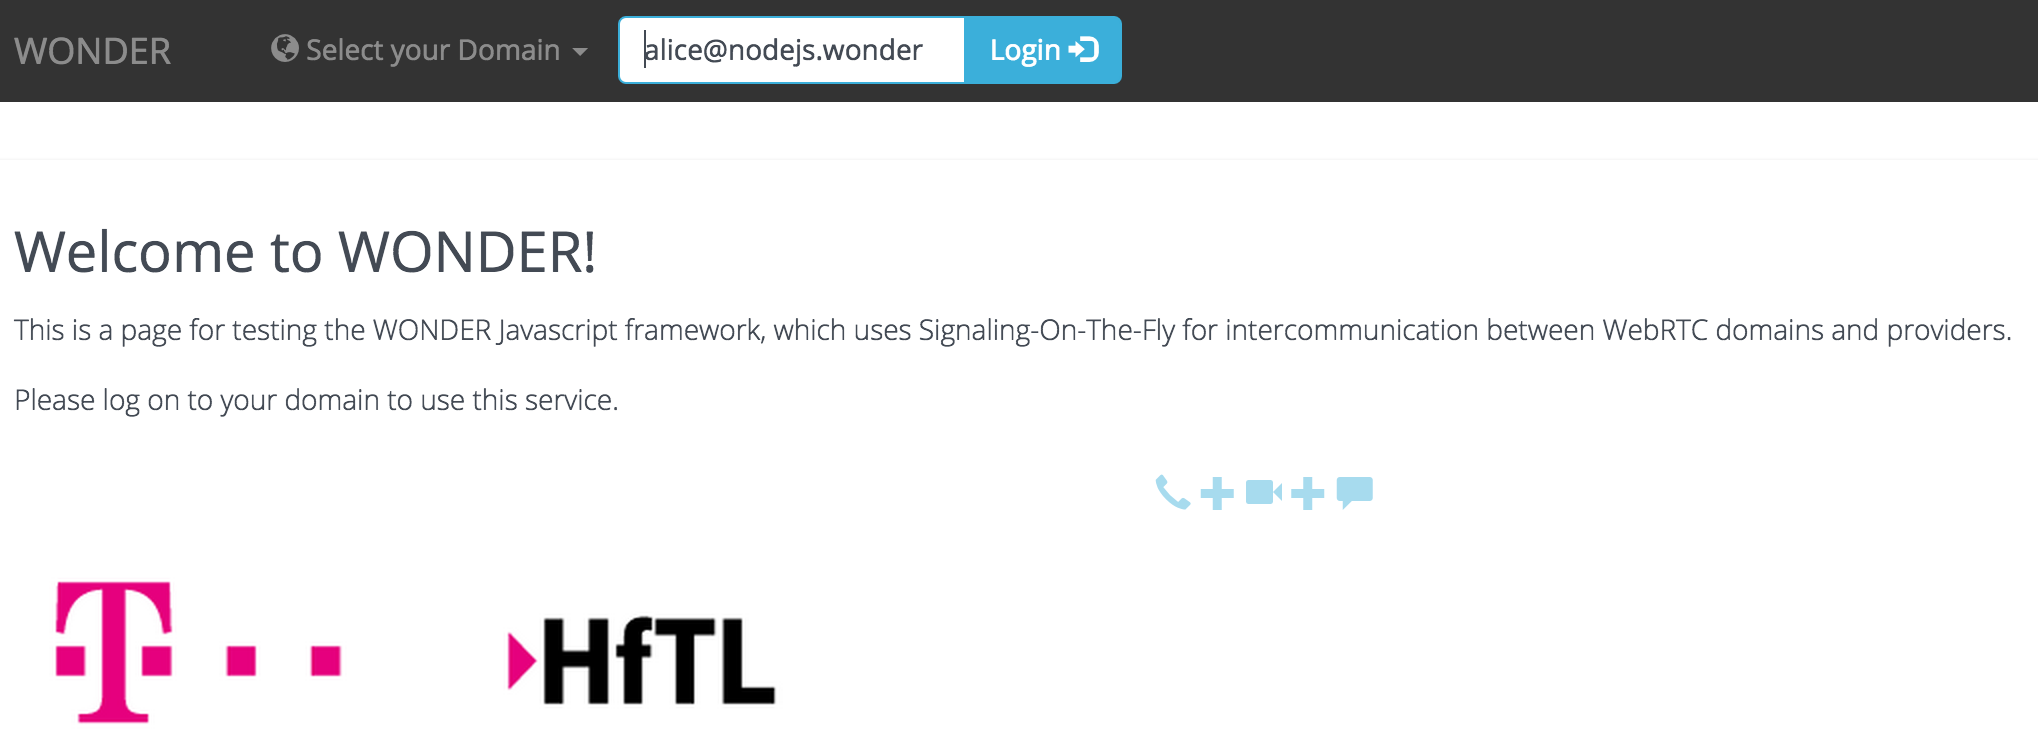 WONDER Select your Domain alice@nodejs.wonder Login
Welcome to WONDER!
This is a page for testing the WONDER Javascript framework, which uses Signaling-On-The-Fly for intercommunication between WebRTC domains and providers.
Please log on to your domain to use this service.
T HfTL